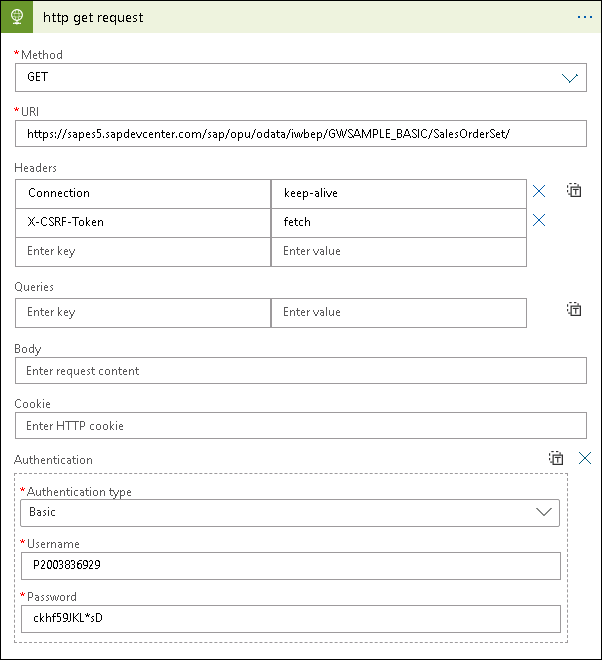 http get request ...
*Method
GET
*URI
https://sapes5.sapdevcenter.com/sap/opu/odata/iwbep/GWSAMPLE_BASIC/SalesOrderSet/
Headers
Connection keep-alive
X-CSRF-Token fetch
Enter key Enter value
Queries
Enter key Enter value
Body
Enter request content
Cookie
Enter HTTP cookie
Authentication
*Authentication type
Basic
*Username
P2003836929
*Password
ckhf59JKL*sD